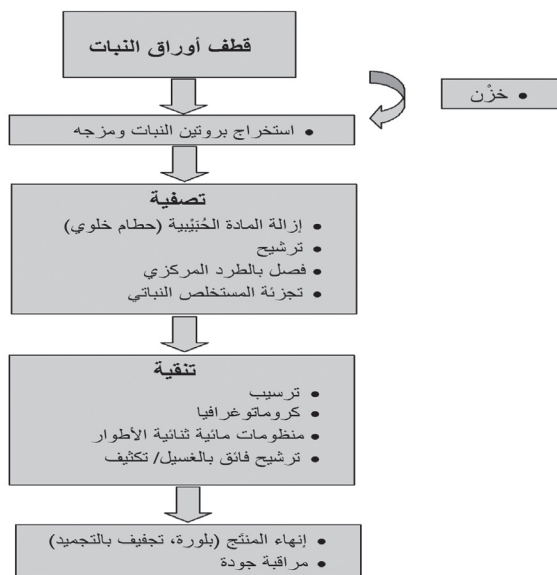 قطف أوراق النبات
• خزْن
• استخراج بروتين النبات ومزجه
تصفية
• إزالة المادة الحُبَيْبية (حطام خلوي)
• ترشيح
• فصل بالطرد المركزي
• تجزئة المستخلص النباتي
تنقية
• ترسيب
• كروماتوغرافيا
• منظومات مائية ثنائية الأطوار
• ترشيح فائق بالغسيل/ تكثيف
• إنهاء المنتَج (بلورة، تجفيف بالتجميد)
• مراقبة جودة